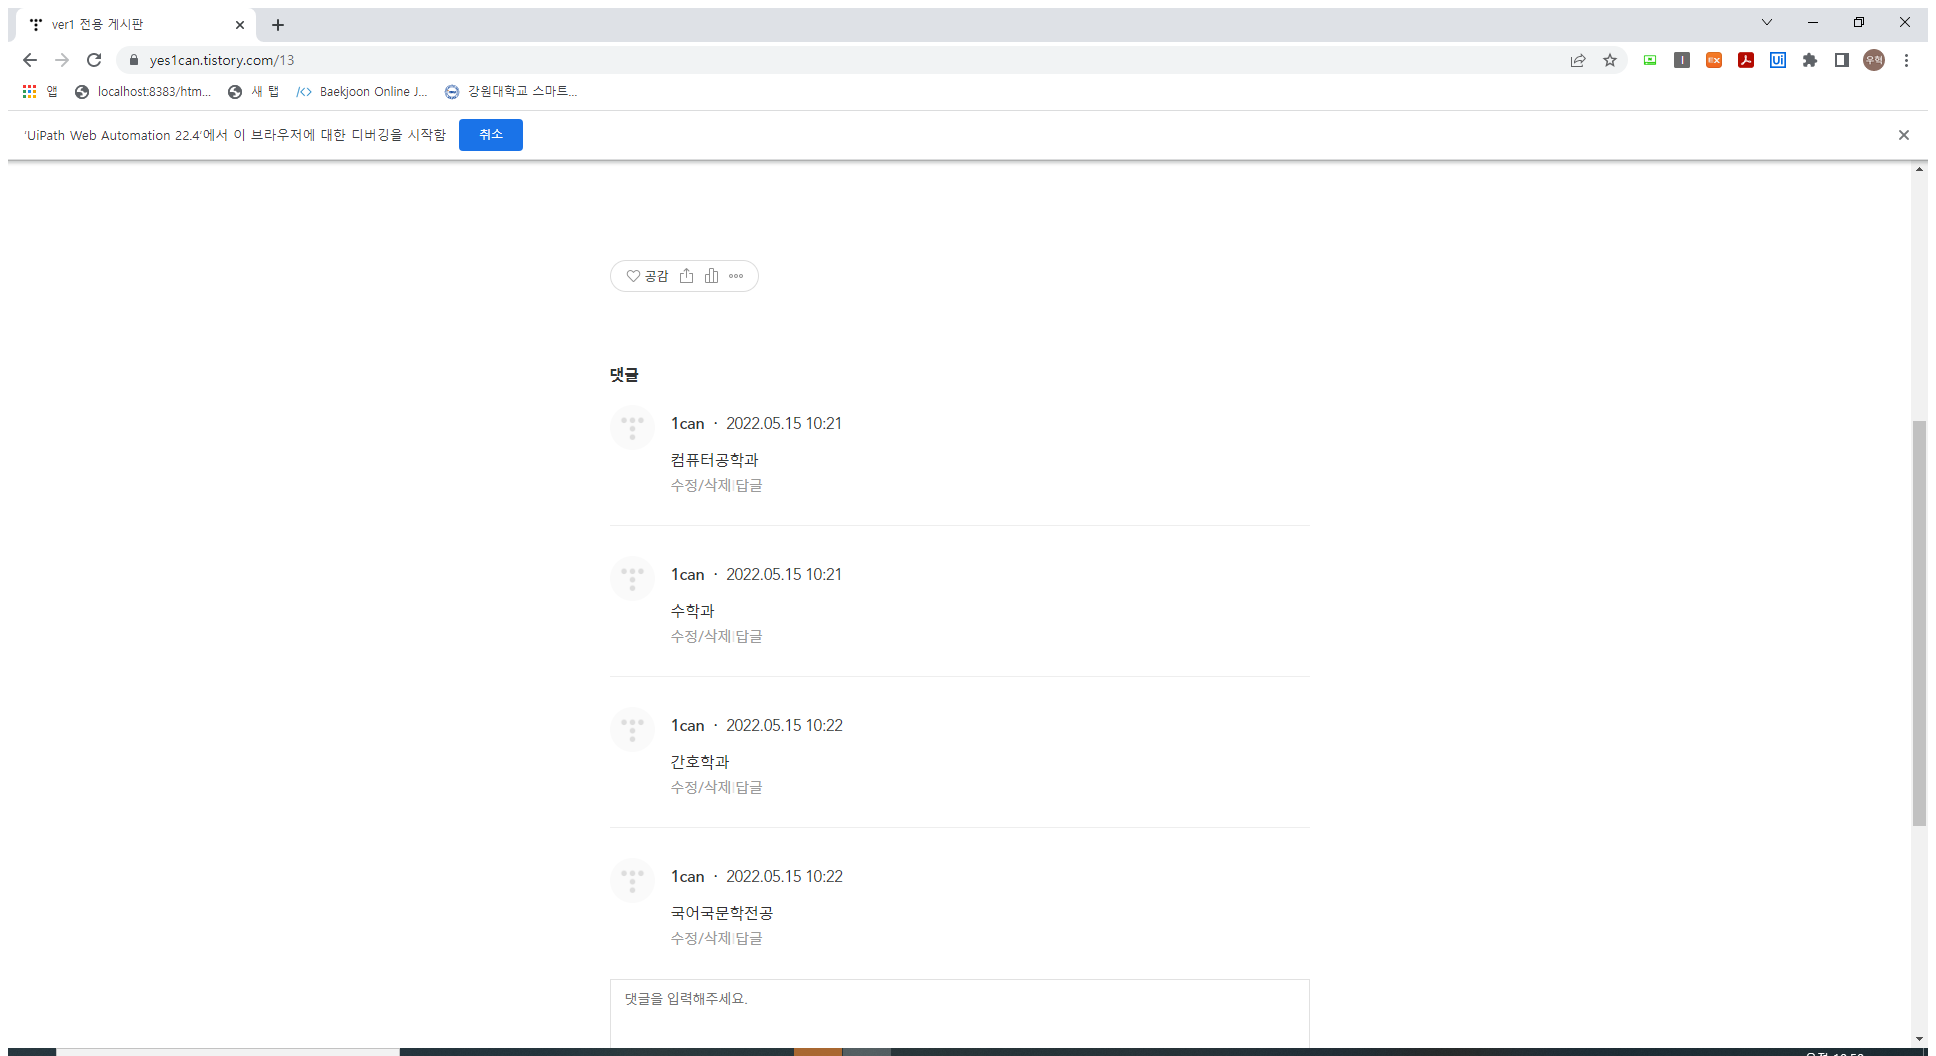 ver1 전용 게시판
yes1can.tistory.com/13
앱 localhost:8383/htm... 새 탭 Baekjoon Online J... 강원대학교 스마트...
'UiPath Web Automation 22.4'에서 이 브라우저에 대한 디버깅을 시작함 취소
공감
댓글
1can · 2022.05.15 10:21
컴퓨터공학과
수정/삭제|답글
1can · 2022.05.15 10:21
수학과
수정/삭제|답글
1can · 2022.05.15 10:22
간호학과
수정/삭제|답글
1can · 2022.05.15 10:22
국어국문학전공
수정/삭제|답글
댓글을 입력해주세요.